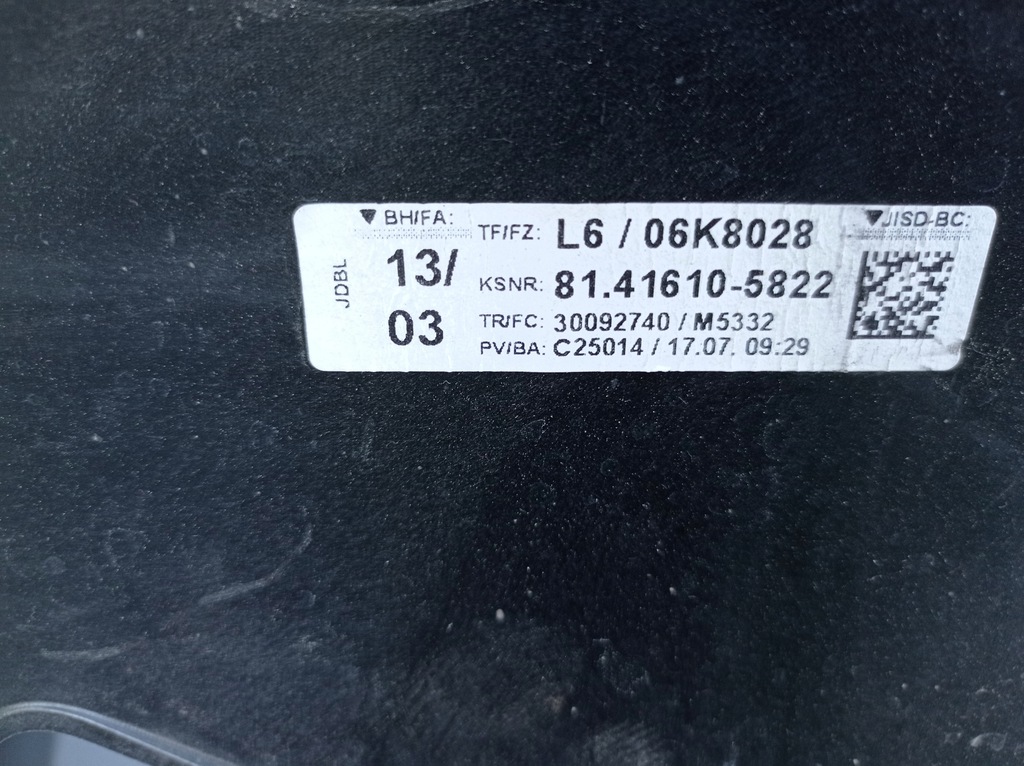 ▼ BH/FA:
13/
03
JDBL
TF/FZ: L6 / 06K8028
KSNR: 81.41610-5822
TR/FC: 30092740 / M5332
PV/BA: C25014 / 17.07. 09:29
▼JISD-BC: